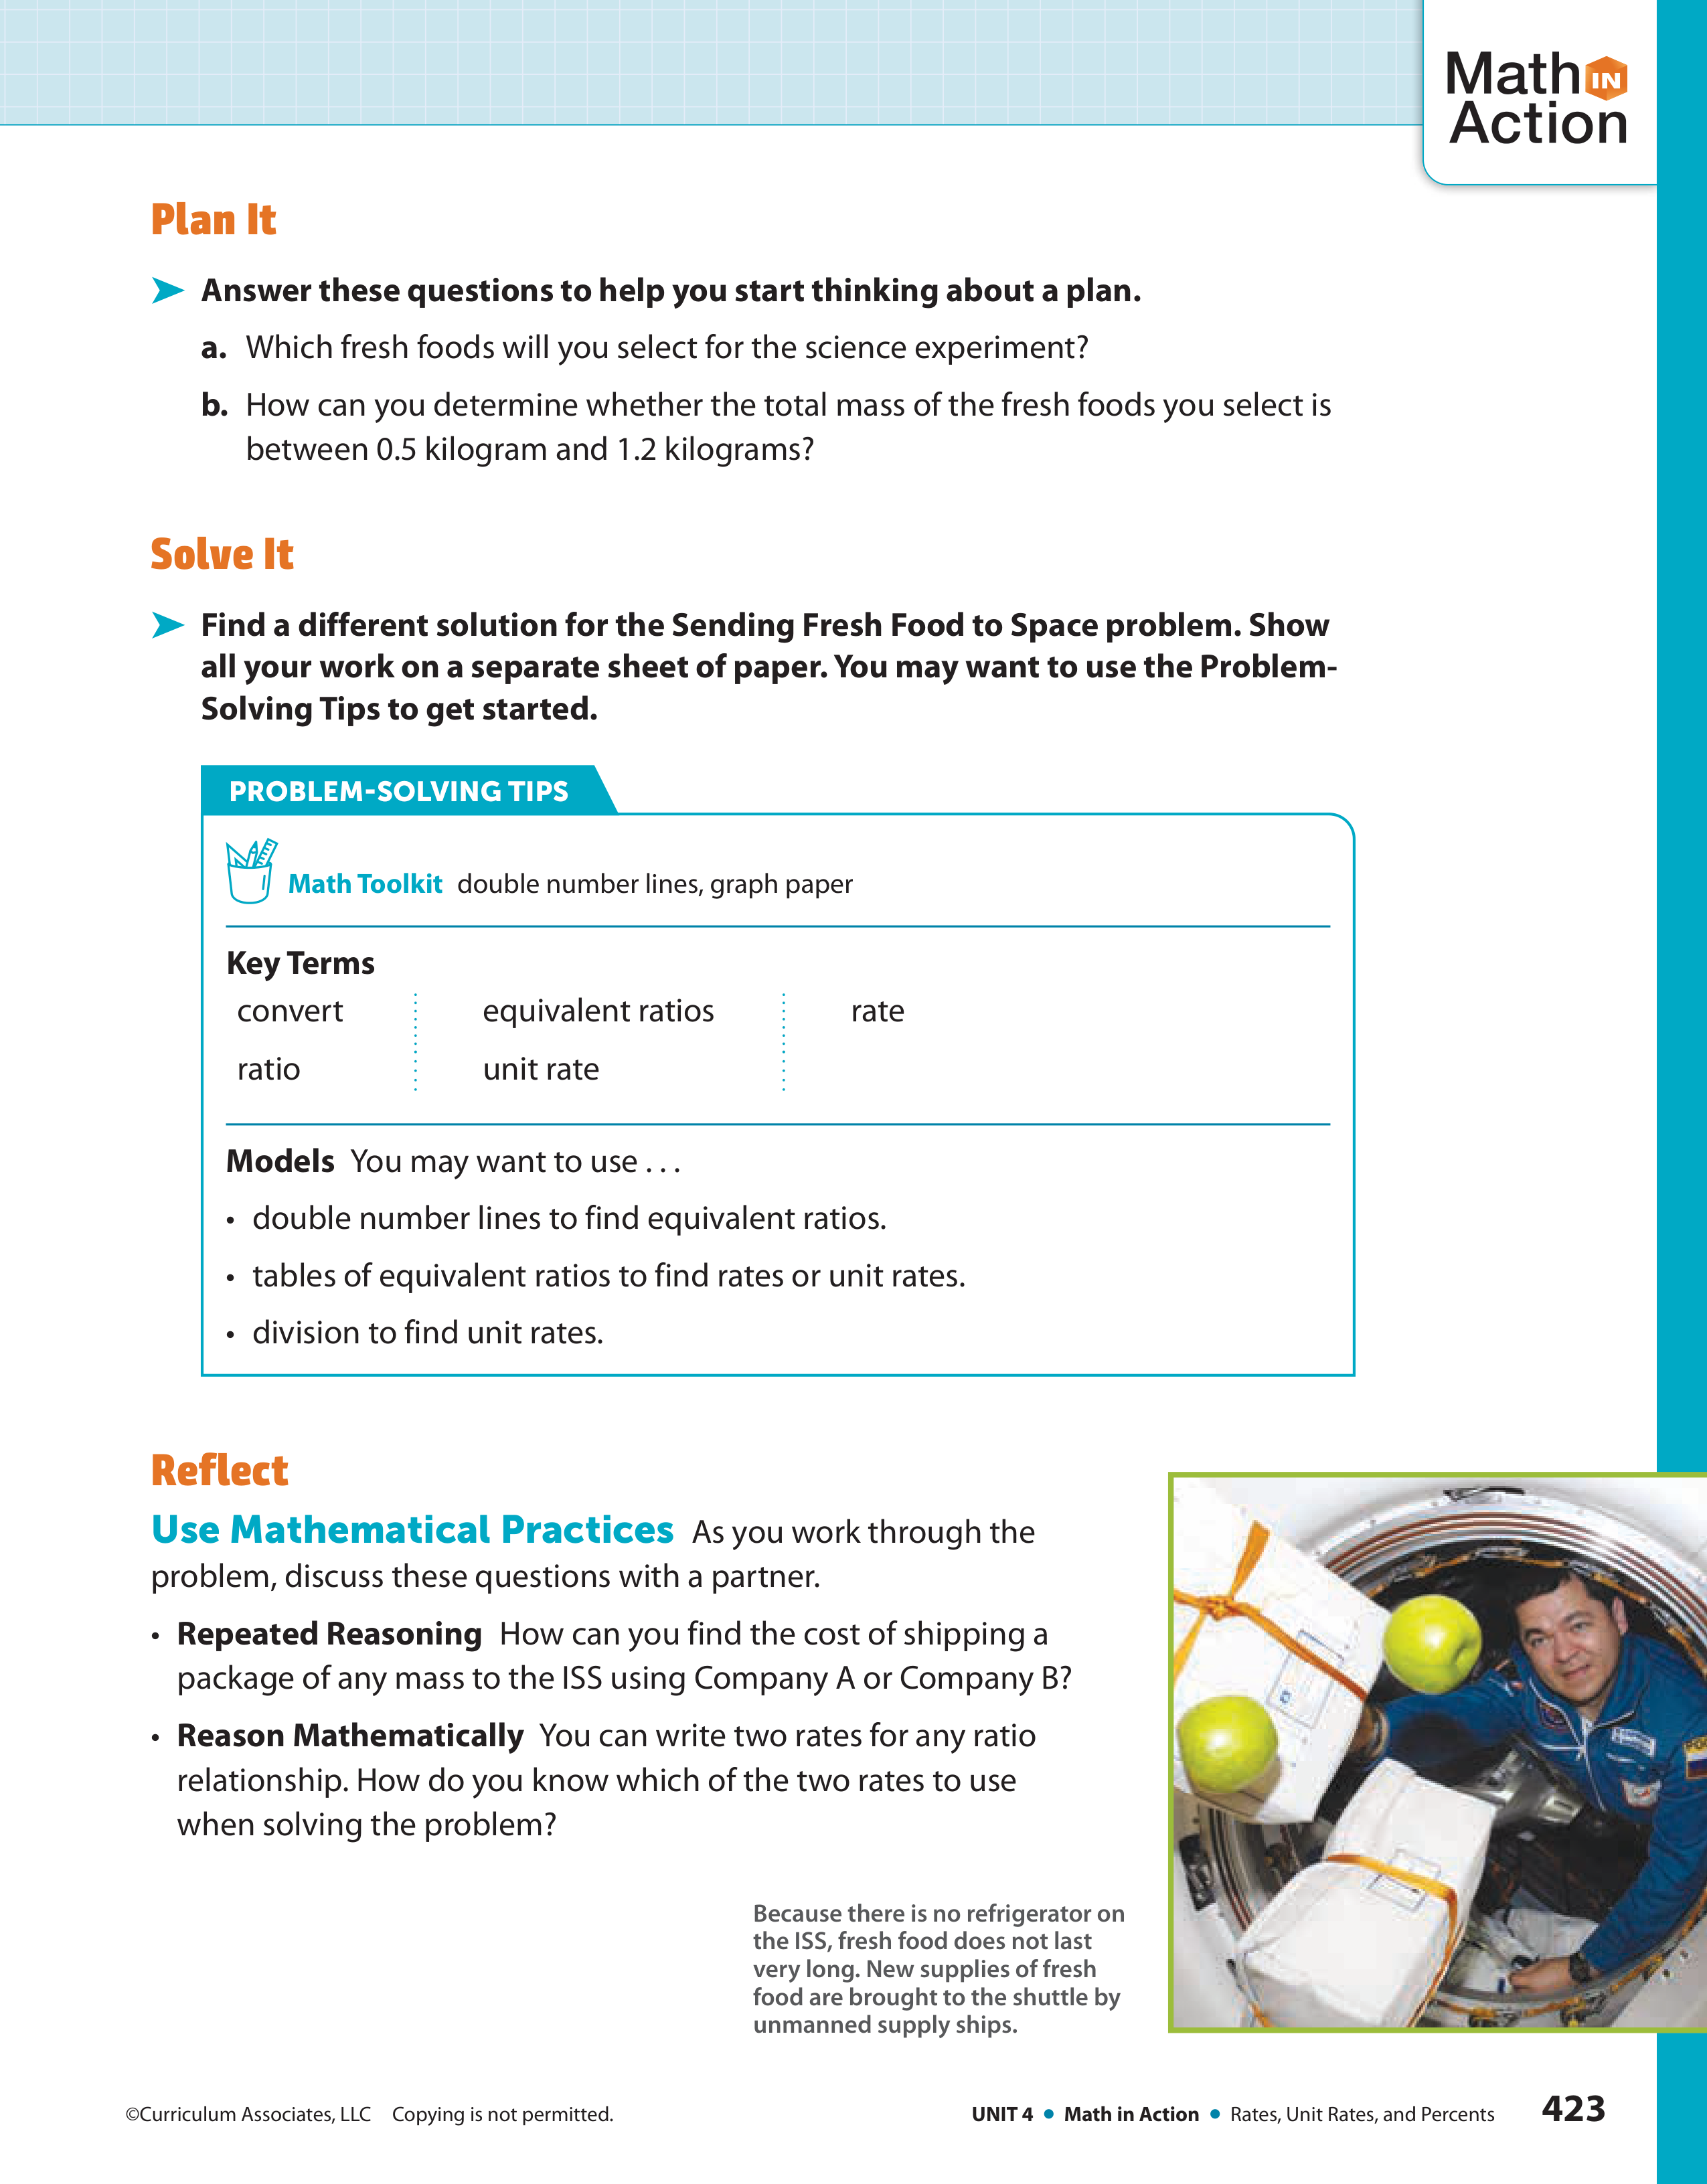 Math IN
Action
Plan It
Answer these questions to help you start thinking about a plan.
a. Which fresh foods will you select for the science experiment?
b. How can you determine whether the total mass of the fresh foods you select is
between 0.5 kilogram and 1.2 kilograms?
Solve It
Find a different solution for the Sending Fresh Food to Space problem. Show
all your work on a separate sheet of paper. You may want to use the Problem-
Solving Tips to get started.
PROBLEM-SOLVING TIPS
Math Toolkit double number lines, graph paper
Key Terms
convert equivalent ratios rate
ratio unit rate
Models You may want to use . . .
• double number lines to find equivalent ratios.
• tables of equivalent ratios to find rates or unit rates.
• division to find unit rates.
Reflect
Use Mathematical Practices As you work through the
problem, discuss these questions with a partner.
• Repeated Reasoning How can you find the cost of shipping a
package of any mass to the ISS using Company A or Company B?
• Reason Mathematically You can write two rates for any ratio
relationship. How do you know which of the two rates to use
when solving the problem?
Because there is no refrigerator on
the ISS, fresh food does not last
very long. New supplies of fresh
food are brought to the shuttle by
unmanned supply ships.
©Curriculum Associates, LLC Copying is not permitted.
UNIT 4 • Math in Action • Rates, Unit Rates, and Percents 423